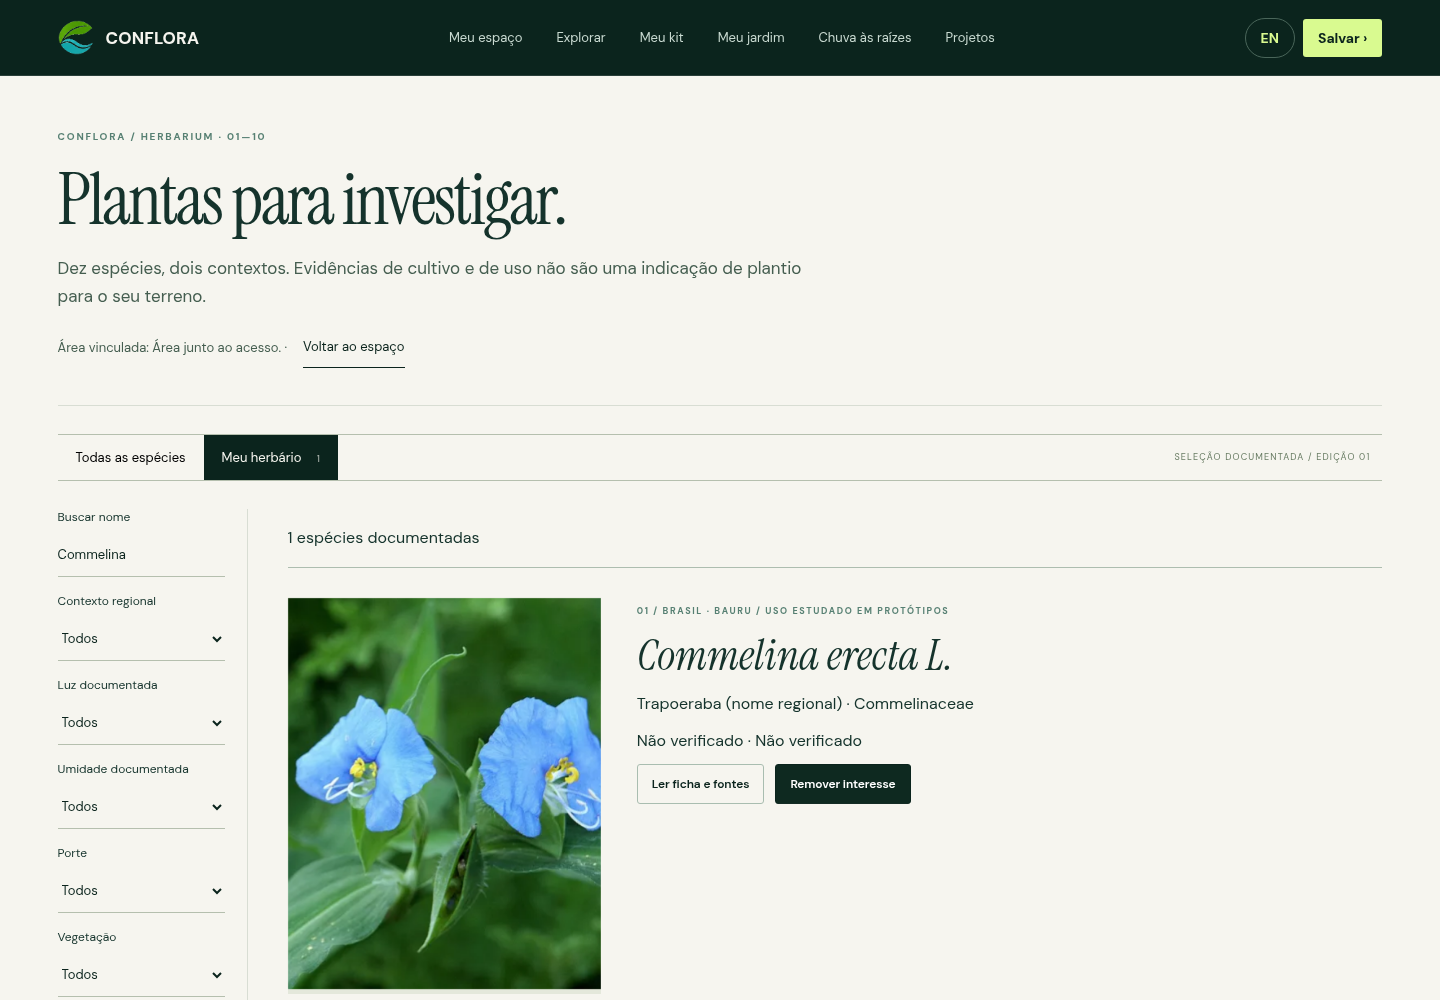 CONFLORA
Meu espaço
Explorar
Meu kit
Meu jardim
Chuva às raízes
Projetos
EN
Salvar ›
CONFLORA / HERBARIUM · 01—10
Plantas para investigar.
Dez espécies, dois contextos. Evidências de cultivo e de uso não são uma indicação de plantio
para o seu terreno.
Área vinculada: Área junto ao acesso. · Voltar ao espaço
Todas as espécies
Meu herbário 1
SELEÇÃO DOCUMENTADA / EDIÇÃO 01
Buscar nome
Commelina
Contexto regional
Todos
Luz documentada
Todos
Umidade documentada
Todos
Porte
Todos
Vegetação
Todos
1 espécies documentadas
01 / BRASIL · BAURU / USO ESTUDADO EM PROTÓTIPOS
Commelina erecta L.
Trapoeraba (nome regional) · Commelinaceae
Não verificado · Não verificado
Ler ficha e fontes
Remover interesse